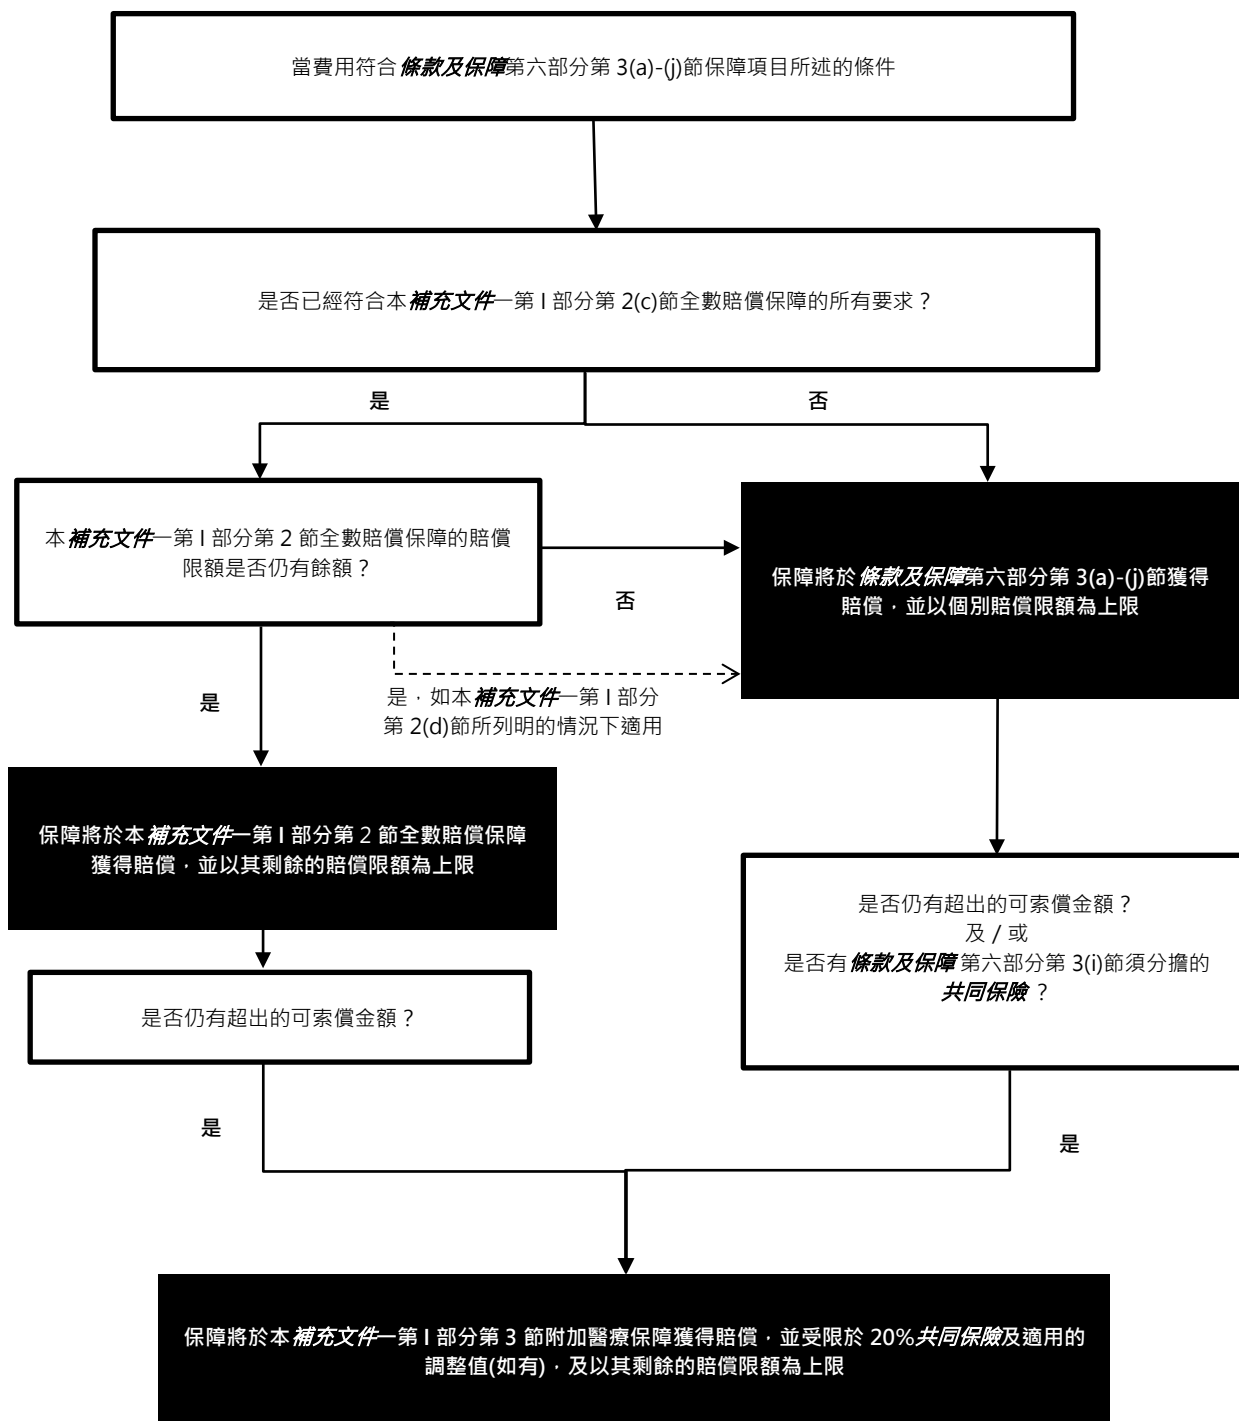 當費用符合條款及保障第六部分第 3(a)-(j)節保障項目所述的條件
是否已經符合本補充文件一第 I 部分第 2(c)節全數賠償保障的所有要求？
是
否
本補充文件一第 I 部分第 2 節全數賠償保障的賠償
限額是否仍有餘額？
否
保障將於條款及保障第六部分第 3(a)-(j)節獲得
賠償，並以個別賠償限額為上限
是
是，如本補充文件一第 I 部分
第 2(d)節所列明的情況下適用
保障將於本補充文件一第 I 部分第 2 節全數賠償保障
獲得賠償，並以其剩餘的賠償限額為上限
是否仍有超出的可索償金額？
及 / 或
是否有條款及保障 第六部分第 3(i)節須分擔的
共同保險 ？
是否仍有超出的可索償金額？
是
是
保障將於本補充文件一第 I 部分第 3 節附加醫療保障獲得賠償，並受限於 20%共同保險及適用的
調整值(如有)，及以其剩餘的賠償限額為上限